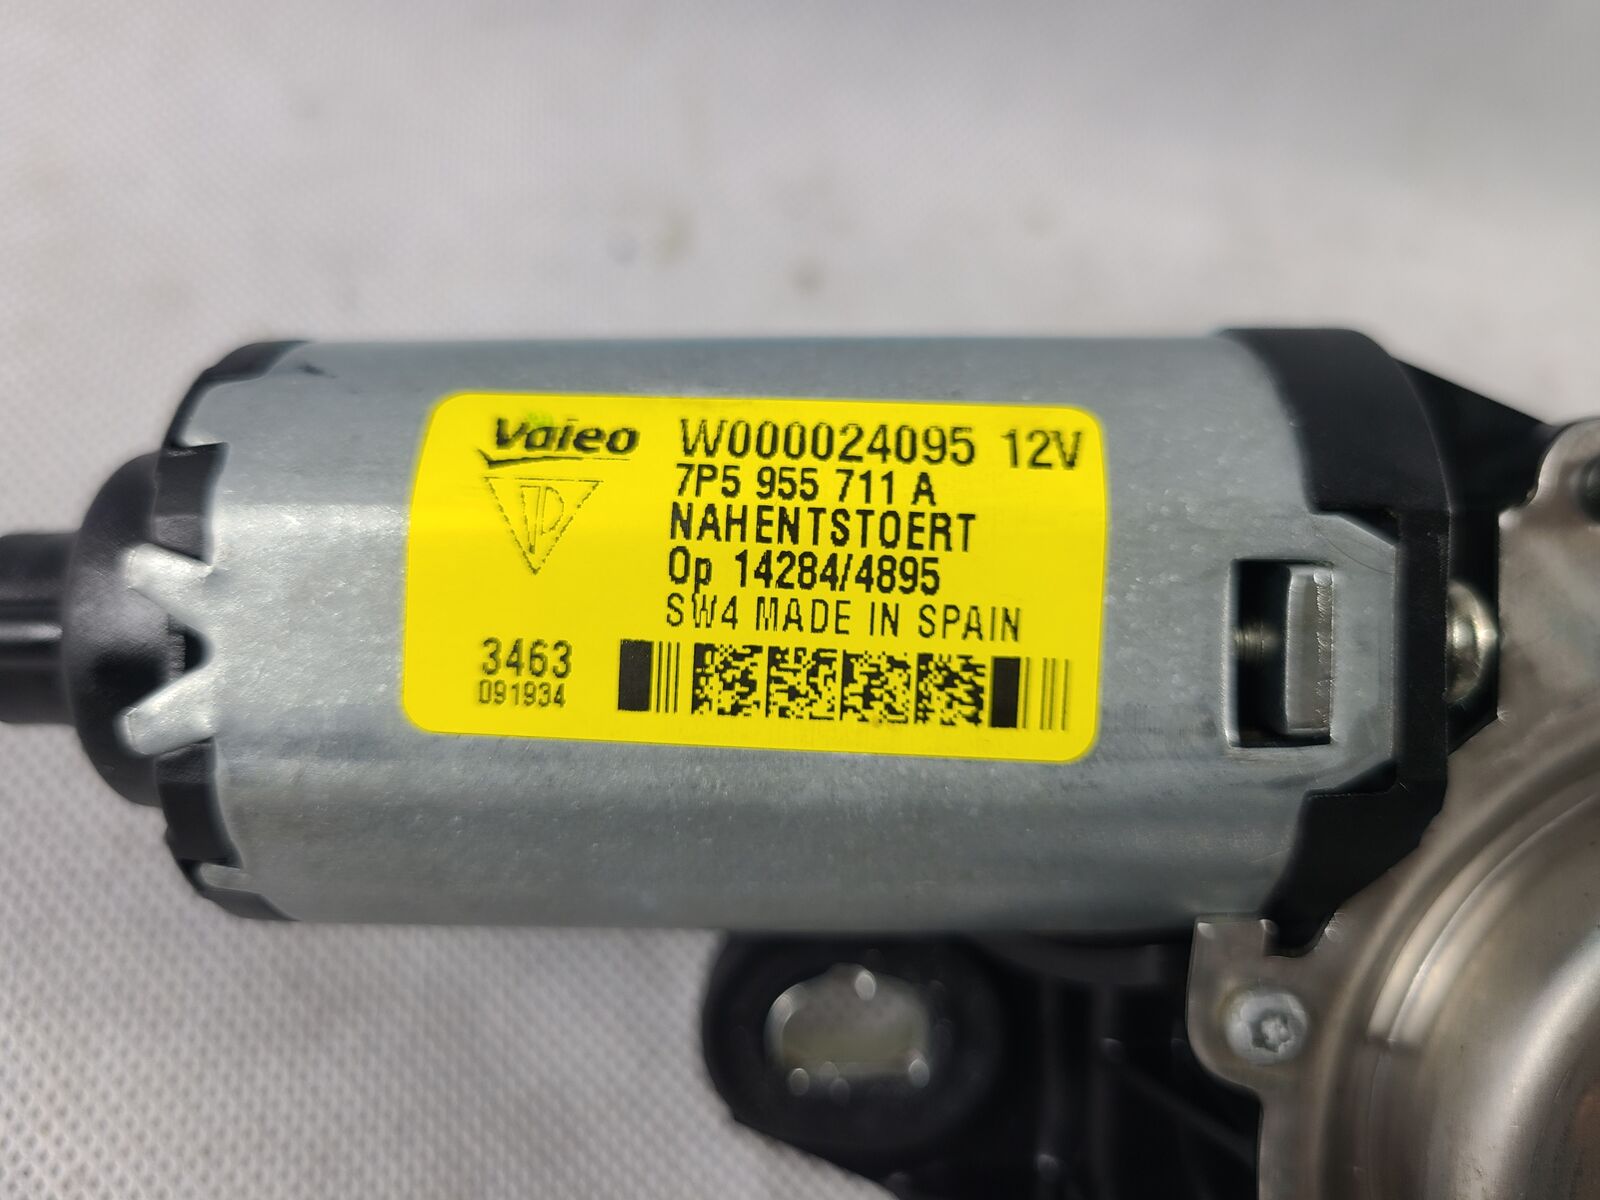 Valeo W000024095 12V
7P5 955 711 A
NAHENTSTOERT
Op 14284/4895
SW4 MADE IN SPAIN
3463
091934